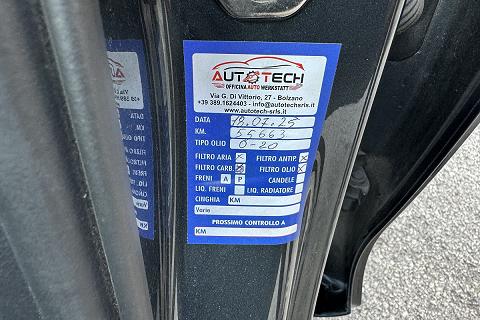 AUTOTECH
OFFICINA AUTO WERKSTATT
Via G. Di Vittorio, 27 - Bolzano
+39 389.1624403 - info@autotechsrls.it
www.autotech-srls.it
DATA 18.07.25
KM. 55663
TIPO OLIO 0-20
FILTRO ARIA FILTRO ANTIP.
FILTRO CARB. FILTRO OLIO
FRENI A P CANDELE
LIQ. FRENI LIQ. RADIATORE
CINGHIA KM
Varie
PROSSIMO CONTROLLO A
KM